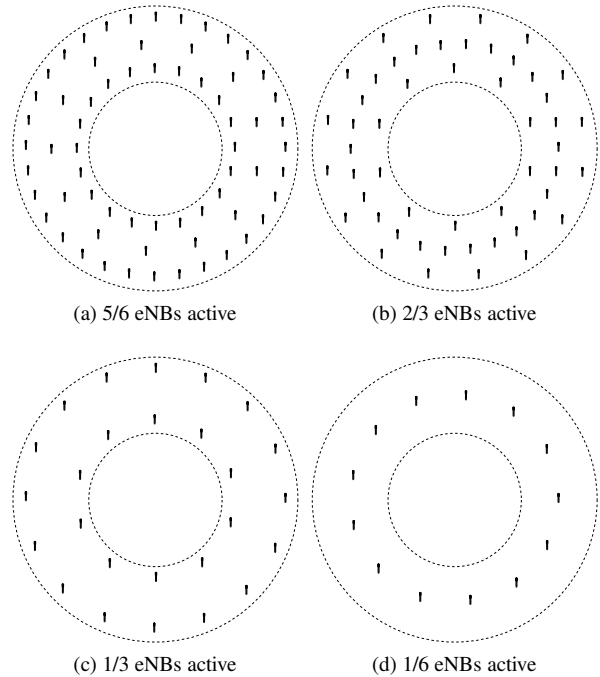 (a) 5/6 eNBs active
(b) 2/3 eNBs active
(c) 1/3 eNBs active
(d) 1/6 eNBs active